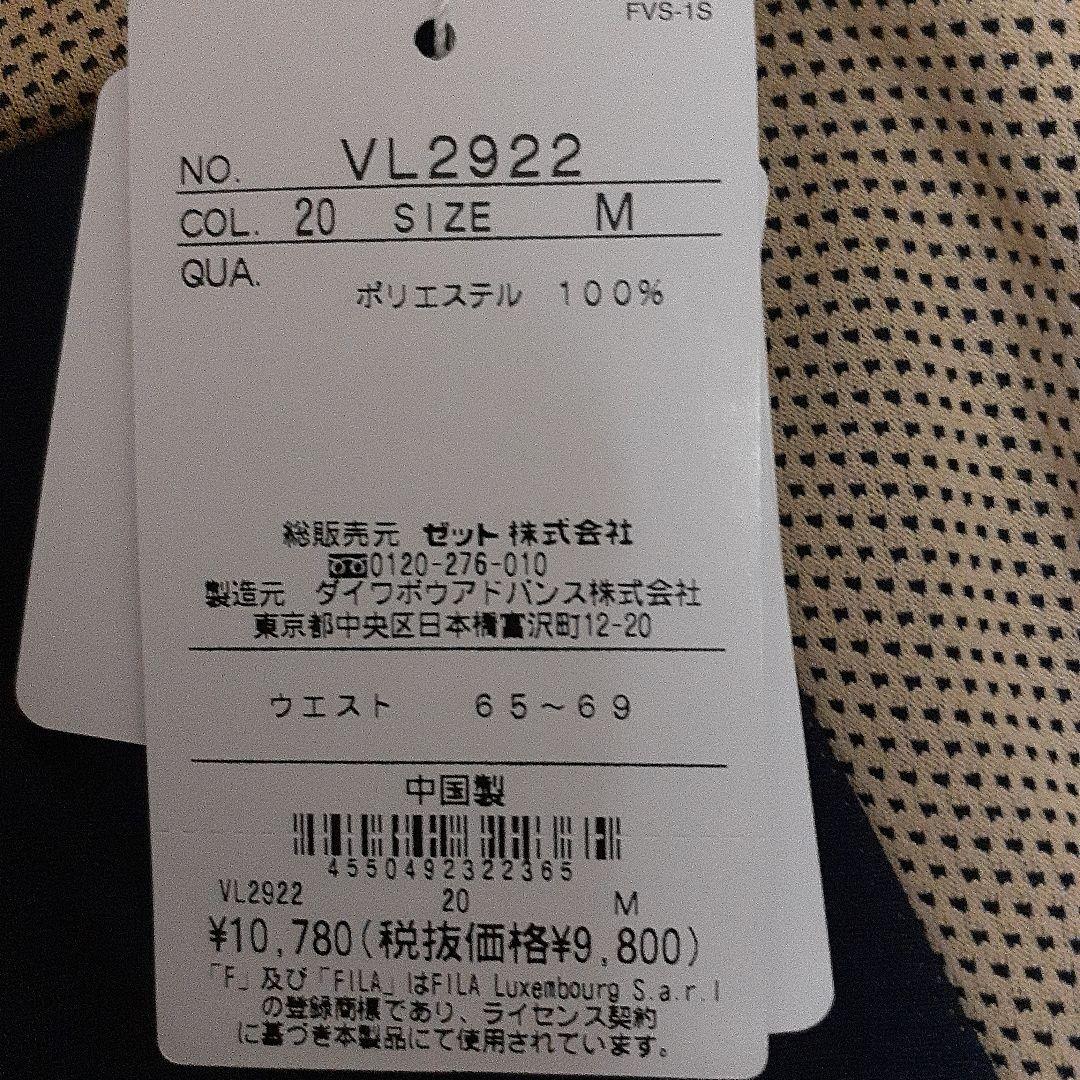 FVS-1S
NO. VL2922
COL. 20 SIZE M
QUA.
ポリエステル 100%
総販売元 ゼット株式会社
0120-276-010
製造元 ダイワボウアドバンス株式会社
東京都中央区日本橋富沢町12-20
ウエスト 65~69
中国製
4550492322365
VL2922 20 M
¥10,780(税抜価格¥9,800)
「F」及び「FILA」はFILA Luxembourg S.a.r.l
の登録商標であり、ライセンス契約
に基づき本製品にて使用されています。